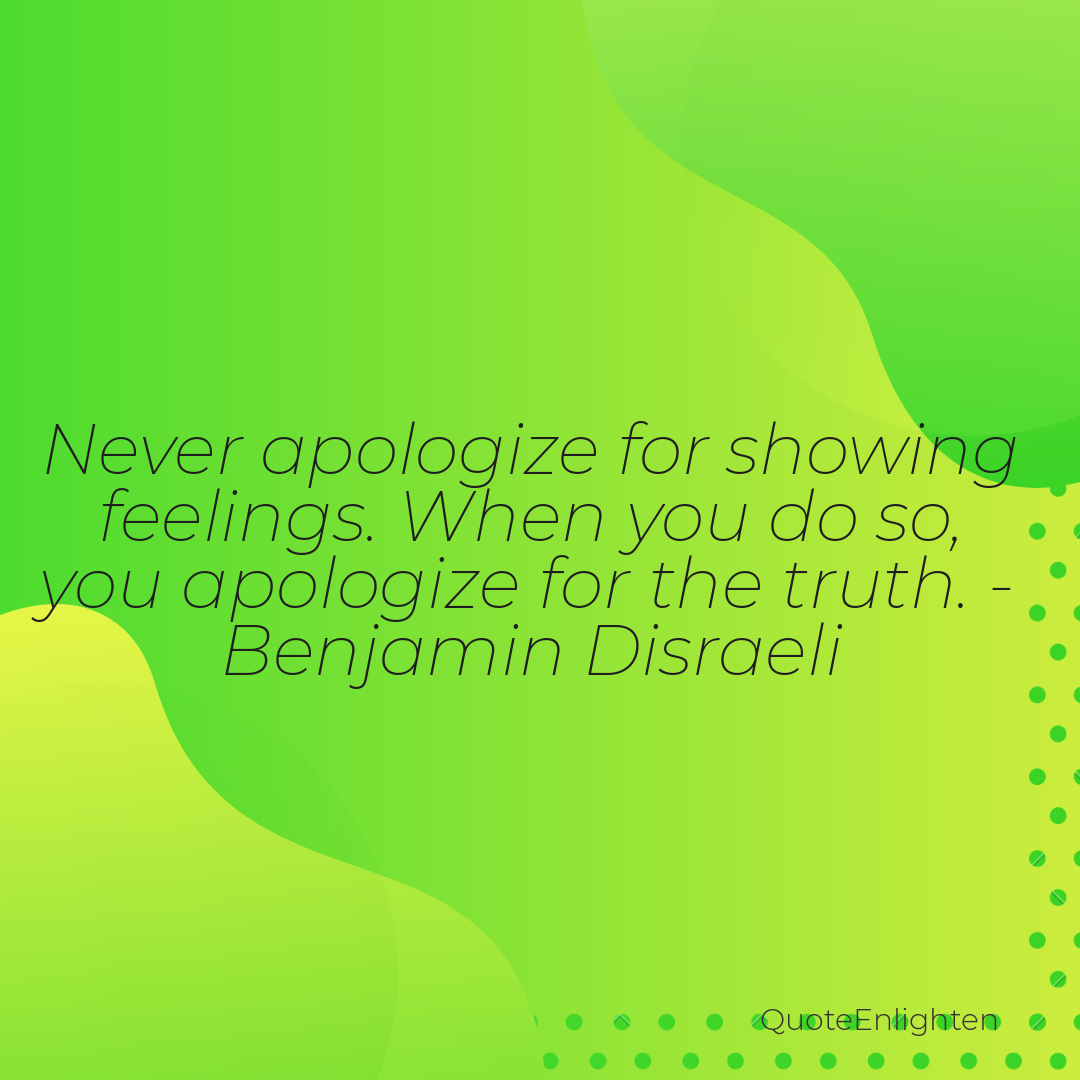 Never apologize for showing
feelings. When you do so,
you apologize for the truth. -
Benjamin Disraeli
QuoteEnlighten